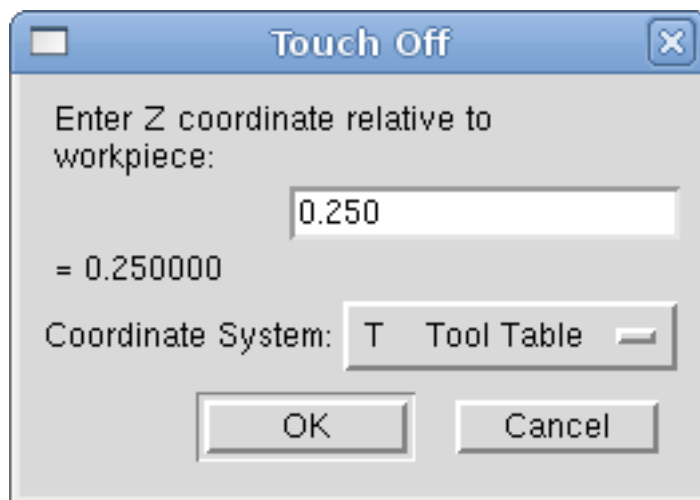 Touch Off
Enter Z coordinate relative to
workpiece:
0.250
= 0.250000
Coordinate System: T Tool Table
OK Cancel